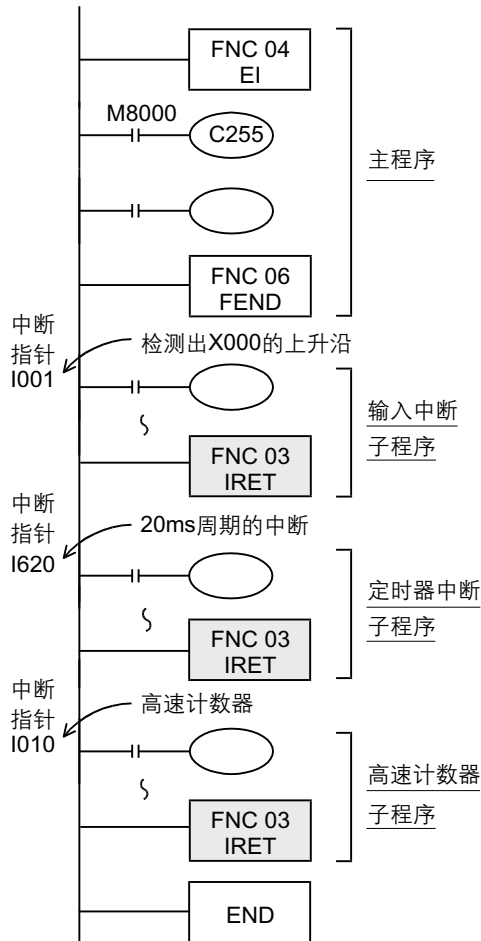 FNC 04
EI
M8000
C255
主程序
FNC 06
FEND
中断
指针
I001
检测出X000的上升沿
输入中断
子程序
FNC 03
IRET
中断
指针
I620
20ms周期的中断
定时器中断
子程序
FNC 03
IRET
中断
指针
I010
高速计数器
高速计数器
子程序
FNC 03
IRET
END